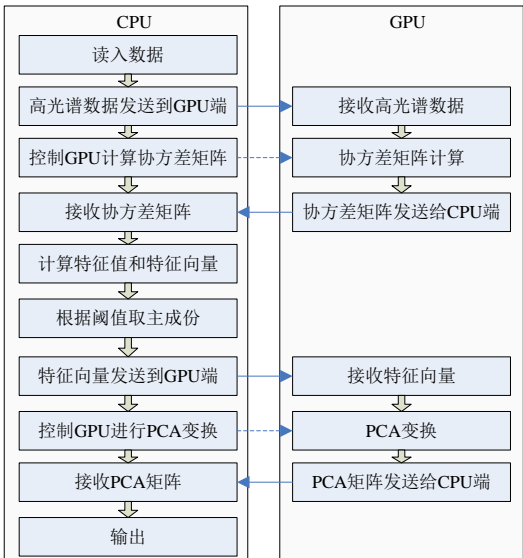 CPU
读入数据
高光谱数据发送到GPU端
控制GPU计算协方差矩阵
接收协方差矩阵
计算特征值和特征向量
根据阈值取主成份
特征向量发送到GPU端
控制GPU进行PCA变换
接收PCA矩阵
输出
GPU
接收高光谱数据
协方差矩阵计算
协方差矩阵发送给CPU端
接收特征向量
PCA变换
PCA矩阵发送给CPU端